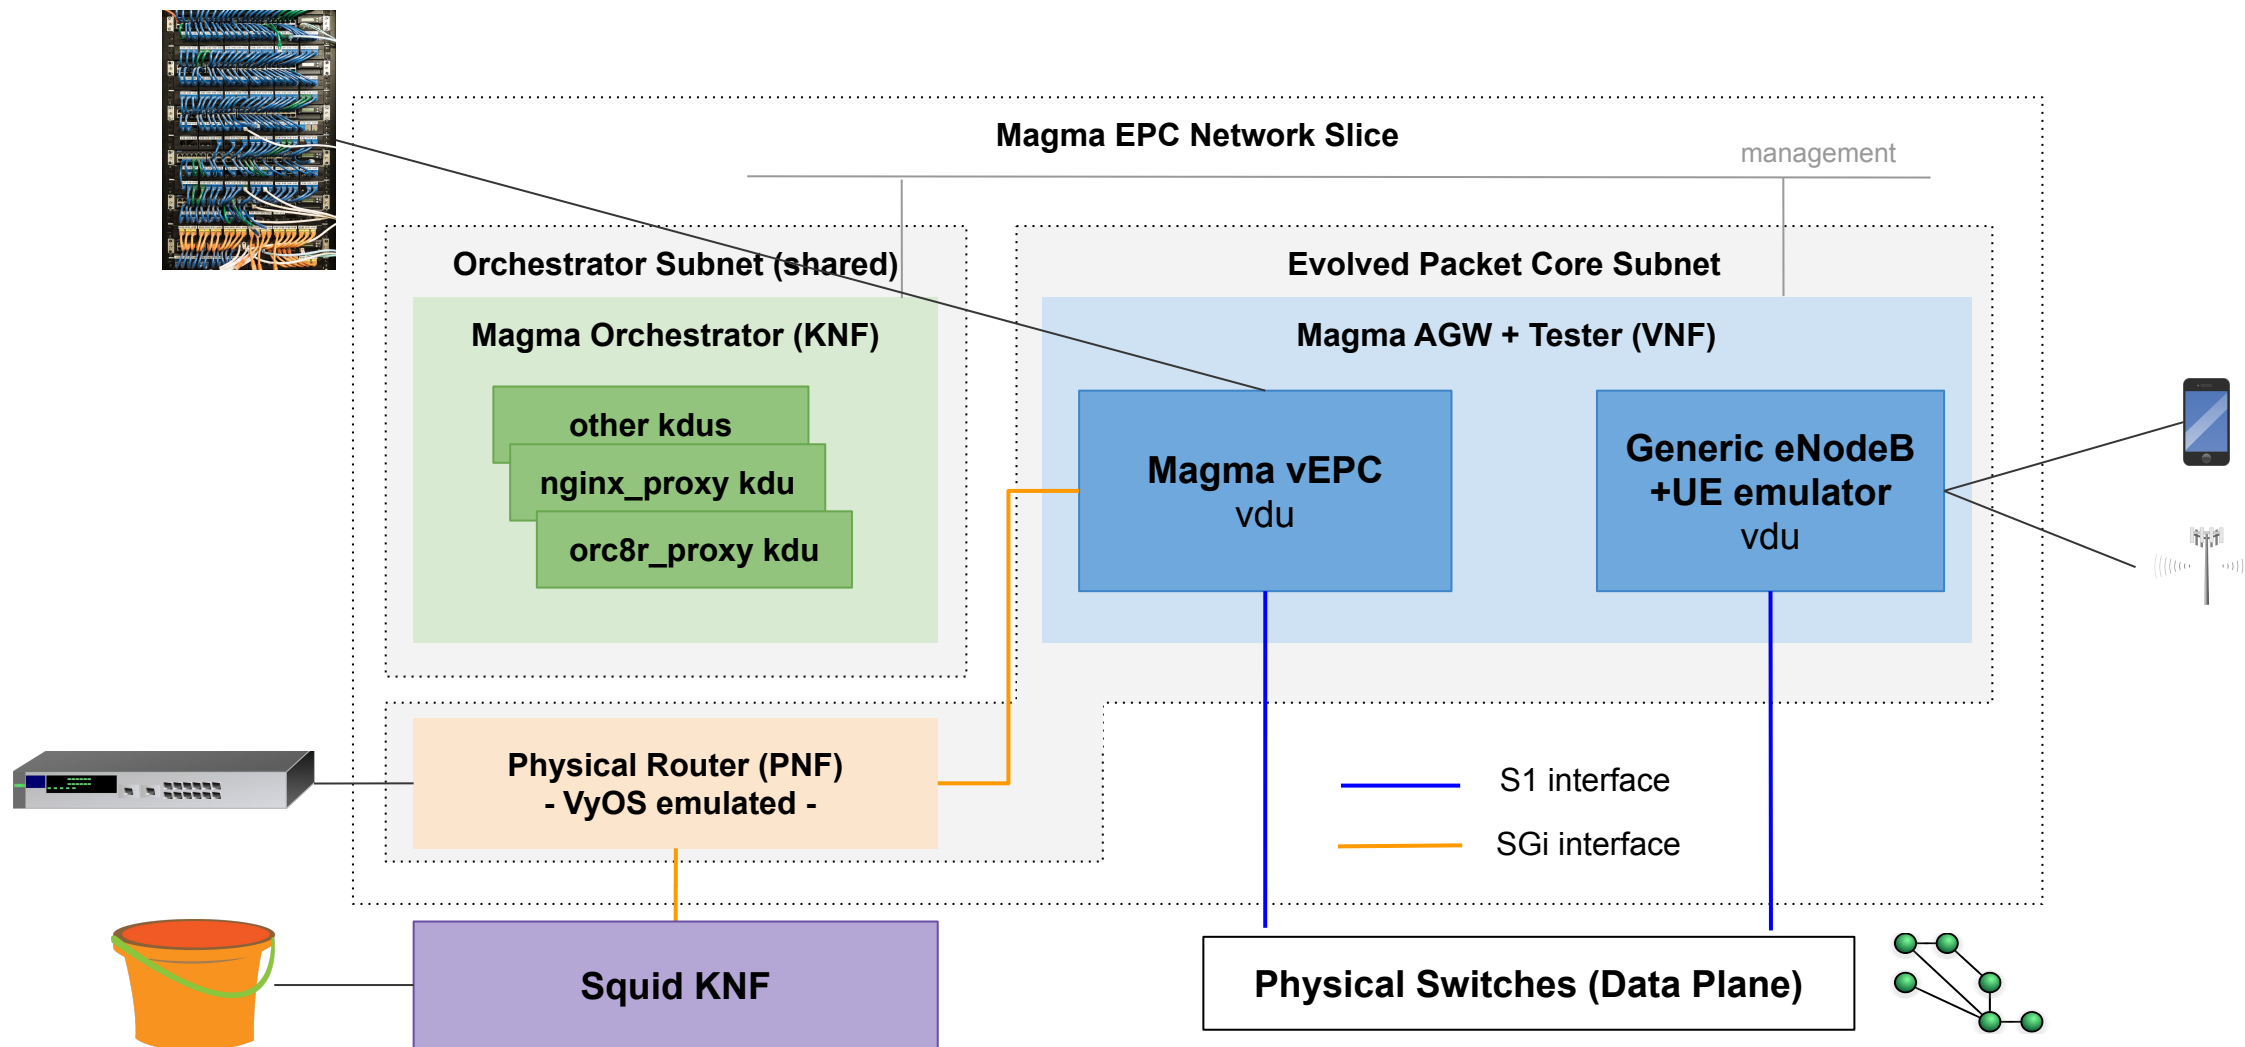 Magma EPC Network Slice
management
Orchestrator Subnet (shared)
Evolved Packet Core Subnet
Magma Orchestrator (KNF)
Magma AGW + Tester (VNF)
other kdus
nginx_proxy kdu
orc8r_proxy kdu
Magma vEPC
vdu
Generic eNodeB
+UE emulator
vdu
Physical Router (PNF)
- VyOS emulated -
S1 interface
SGi interface
Squid KNF
Physical Switches (Data Plane)